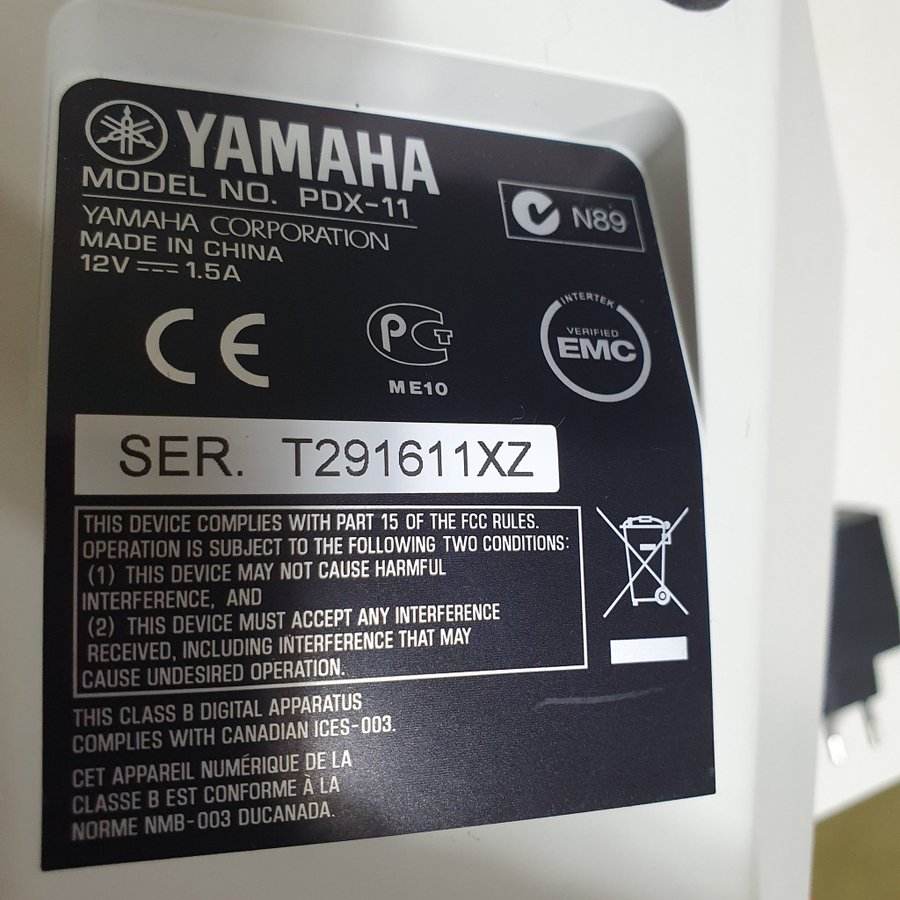 YAMAHA
MODEL NO. PDX-11
YAMAHA CORPORATION
MADE IN CHINA
12V ⎓ 1.5A
N89
CE
PCT
ME10
INTERTEK
VERIFIED
EMC
SER. T291611XZ
THIS DEVICE COMPLIES WITH PART 15 OF THE FCC RULES.
OPERATION IS SUBJECT TO THE FOLLOWING TWO CONDITIONS:
(1) THIS DEVICE MAY NOT CAUSE HARMFUL
INTERFERENCE, AND
(2) THIS DEVICE MUST ACCEPT ANY INTERFERENCE
RECEIVED, INCLUDING INTERFERENCE THAT MAY
CAUSE UNDESIRED OPERATION.
THIS CLASS B DIGITAL APPARATUS
COMPLIES WITH CANADIAN ICES-003.
CET APPAREIL NUMÉRIQUE DE LA
CLASSE B EST CONFORME À LA
NORME NMB-003 DUCANADA.